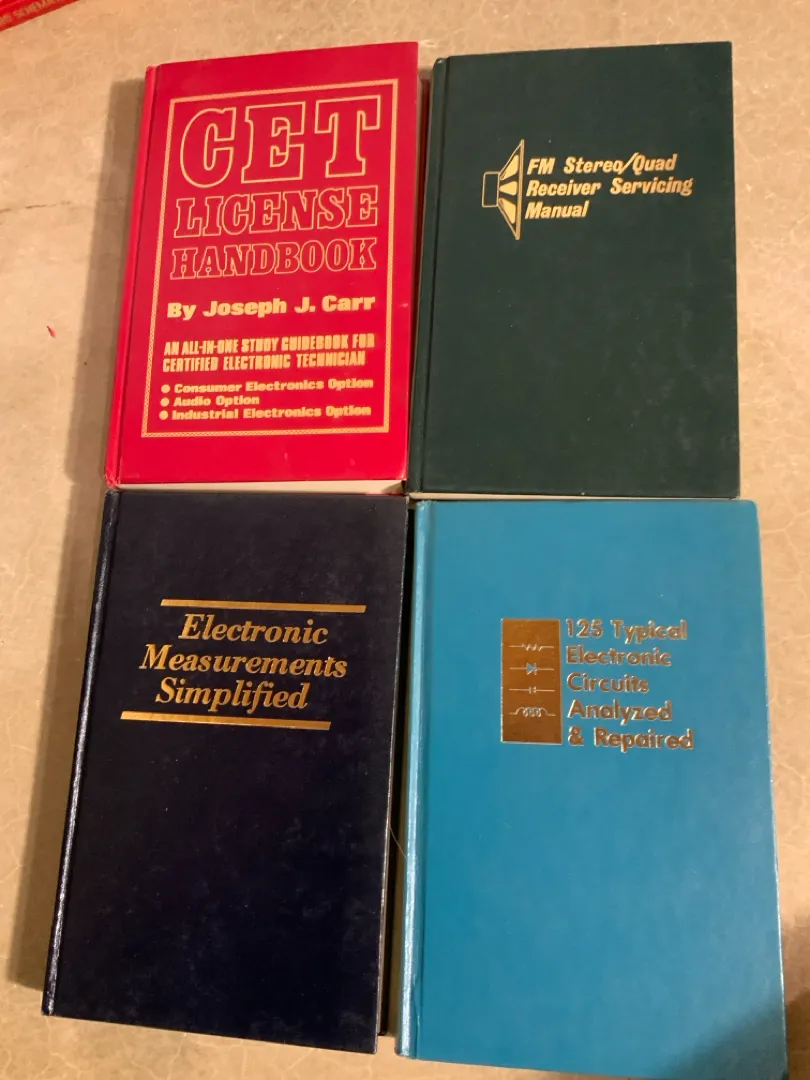 SCHEMA
CET
LICENSE
HANDBOOK
By Joseph J. Carr
AN ALL-IN-ONE STUDY GUIDEBOOK FOR
CERTIFIED ELECTRONIC TECHNICIAN
● Consumer Electronics Option
● Audio Option
● Industrial Electronics Option
FM Stereo/Quad
Receiver Servicing
Manual
Electronic
Measurements
Simplified
125 Typical
Electronic
Circuits
Analyzed
& Repaired